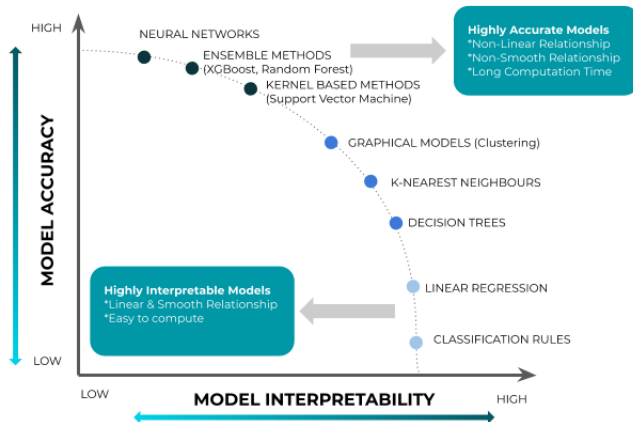 HIGH
NEURAL NETWORKS
ENSEMBLE METHODS
(XGBoost, Random Forest)
KERNEL BASED METHODS
(Support Vector Machine)
Highly Accurate Models
*Non-Linear Relationship
*Non-Smooth Relationship
*Long Computation Time
GRAPHICAL MODELS (Clustering)
K-NEAREST NEIGHBOURS
DECISION TREES
MODEL ACCURACY
Highly Interpretable Models
*Linear & Smooth Relationship
*Easy to compute
LINEAR REGRESSION
CLASSIFICATION RULES
LOW
LOW
MODEL INTERPRETABILITY
HIGH